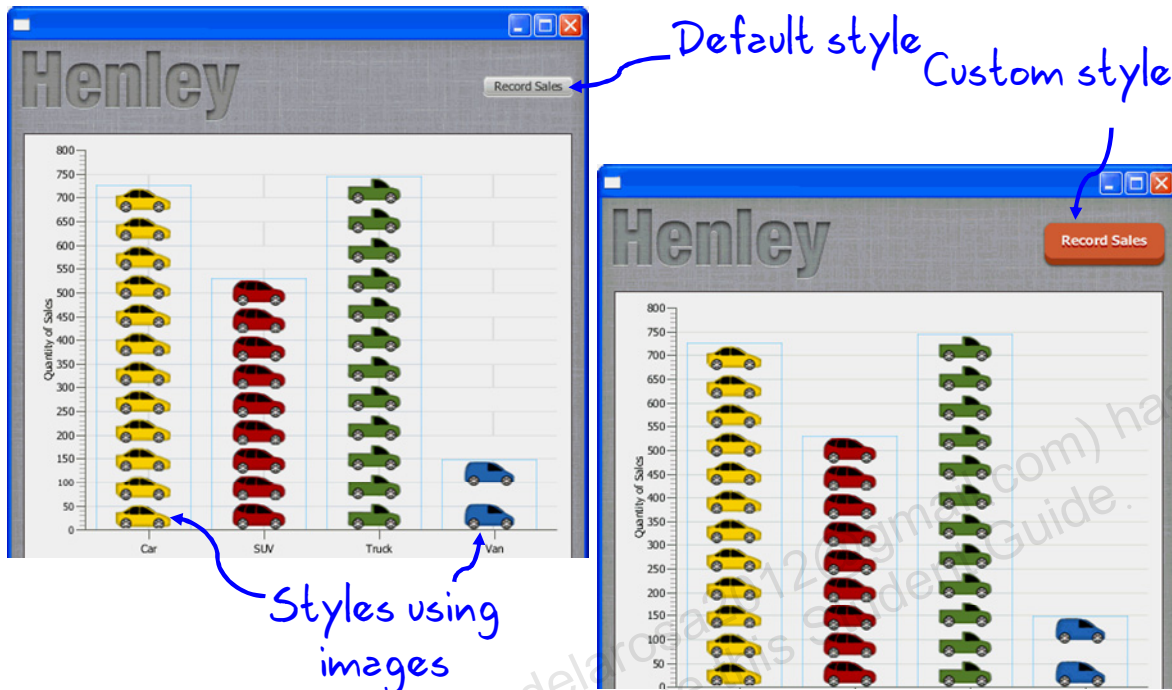 Default style
Custom style
Henley
Record Sales
800
750
700
650
600
550
500
450
400
350
300
250
200
150
100
50
0
Quantity of Sales
Car
SUV
Truck
Van
Styles using
images
Henley
Record Sales
800
750
700
650
600
550
500
450
400
350
300
250
200
150
100
50
Quantity of Sales